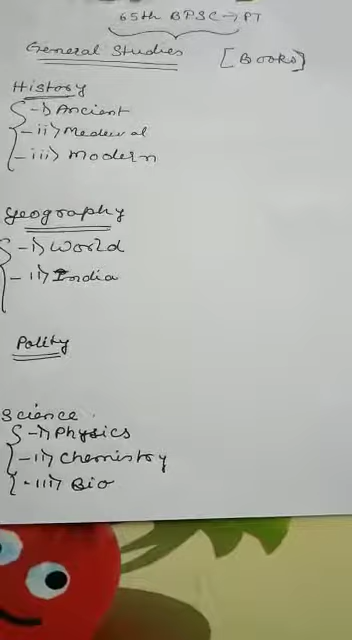 65th BPSC → PT
General Studies [Books]
History
- i) Ancient
- ii) Medeival
- iii) Modern
Geography
- i) World
- ii) India
Polity
Science
- i) Physics
- ii) Chemistry
- iii) Bio